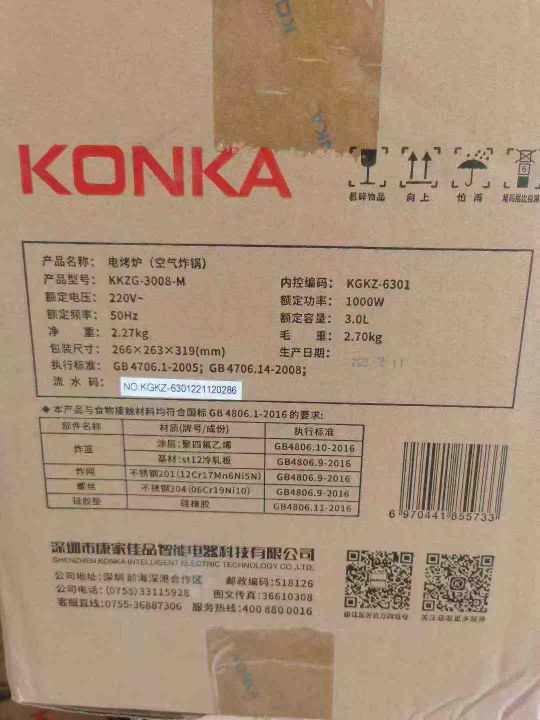 KONKA
易碎物品 向上 怕雨
6
产品名称： 电烤炉（空气炸锅）
产品型号： KKZG-3008-M 内控编码： KGKZ-6301
额定电压： 220V~ 额定功率： 1000W
额定频率： 50Hz 额定容量： 3.0L
净 重： 2.27kg 毛 重： 2.70kg
包装尺寸： 266×263×319(mm) 生产日期：
执行标准： GB 4706.1-2005; GB 4706.14-2008;
流 水 码： NO.KGKZ-6301221120286
◆ 本产品与食物接触材料均符合国标 GB 4806.1-2016 的要求:
部件名称 材质(牌号/成份) 执行标准
炸篮 涂层: 聚四氟乙烯 GB4806.10-2016
基材: st12冷轧板 GB4806.9-2016
炸网 不锈钢201 (12Cr17Mn6Ni5N) GB4806.9-2016
螺丝 不锈钢304 (06Cr19Ni10) GB4806.9-2016
硅胶垫 硅橡胶 GB4806.11-2016
6 970441 855733
深圳市康家佳品智能电器科技有限公司
SHENZHEN KONKA INTELLIGENT ELECTRIC TECHNOLOGY CO.,LTD.
公司地址: 深圳前海深港合作区 邮政编码: 518126
公司电话: (0755) 33115928 图文传真: 36610308
客服直线: 0755-36887306 服务热线: 400 880 0016
关注获取更多服务